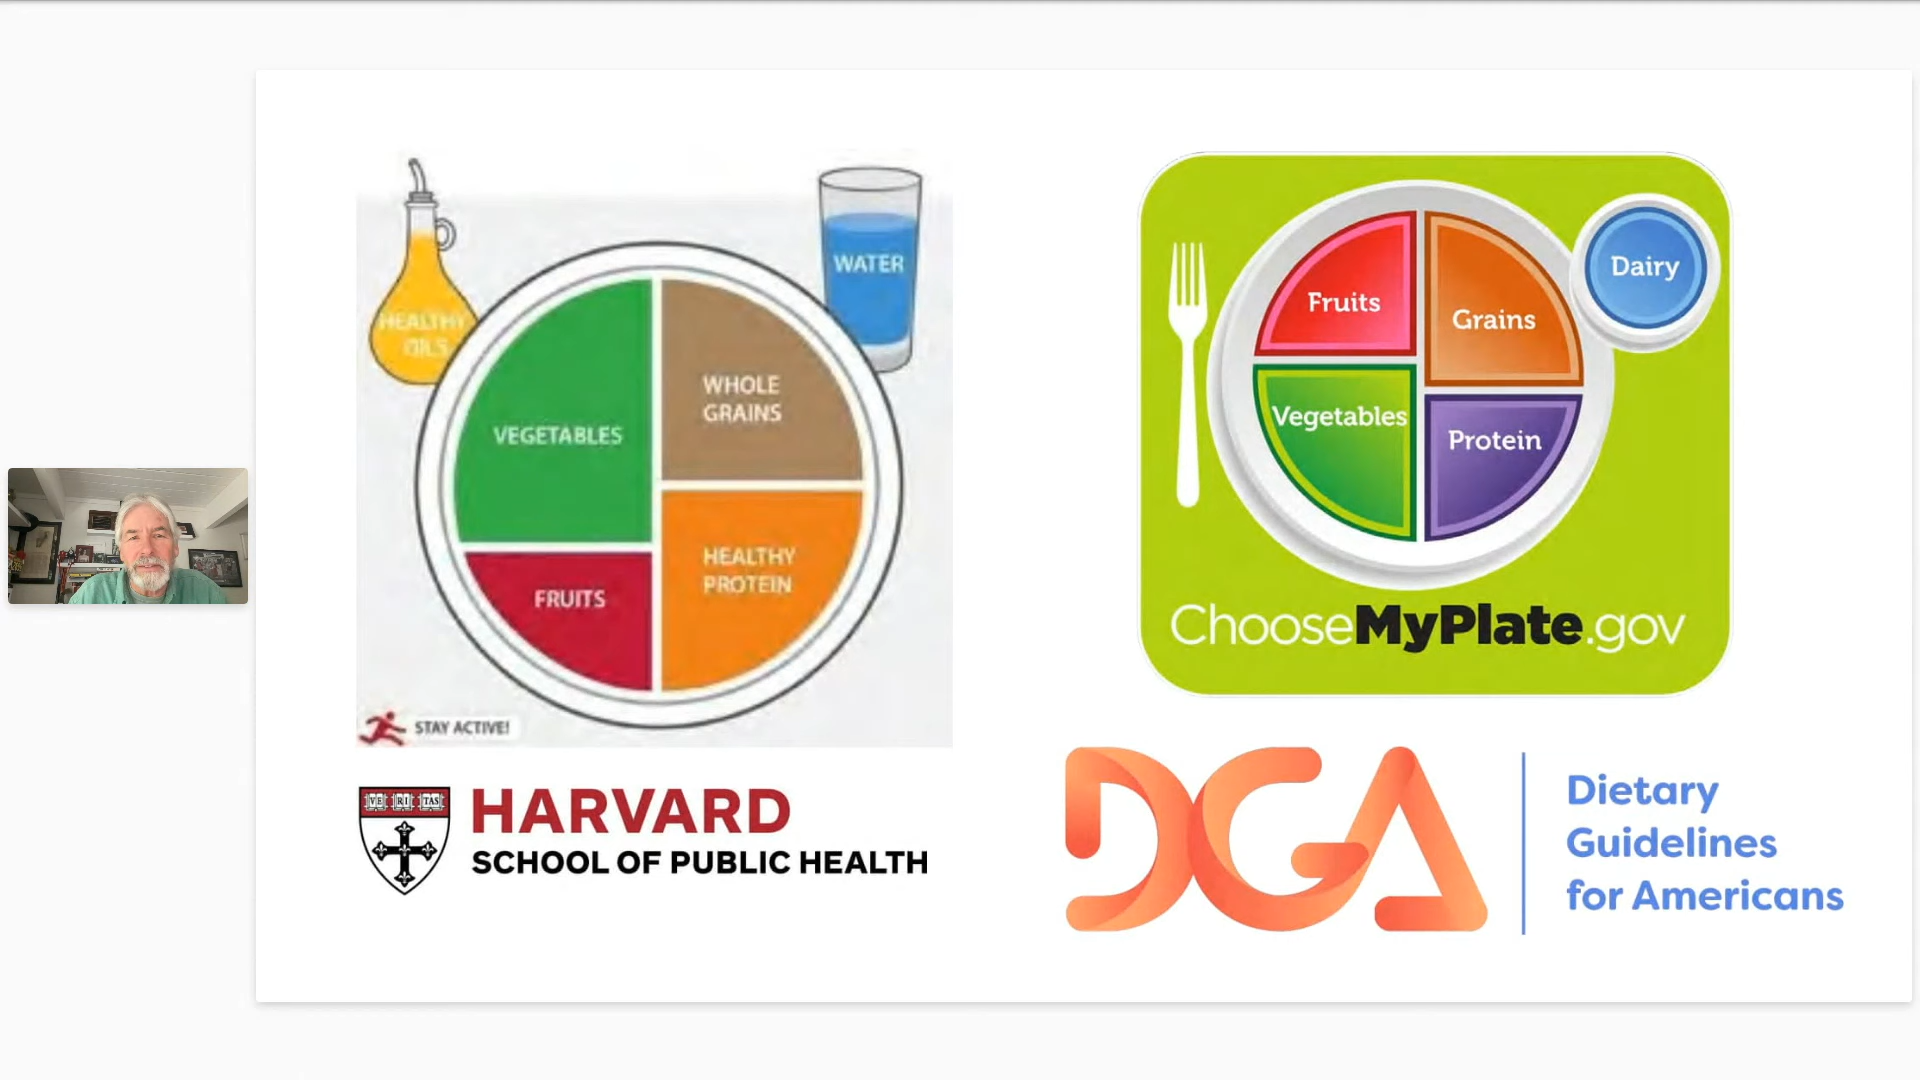 HEALTHY
OILS
WATER
VEGETABLES
WHOLE
GRAINS
FRUITS
HEALTHY
PROTEIN
STAY ACTIVE!
VE RI TAS
HARVARD
SCHOOL OF PUBLIC HEALTH
Fruits
Grains
Dairy
Vegetables
Protein
ChooseMyPlate.gov
DGA
Dietary
Guidelines
for Americans